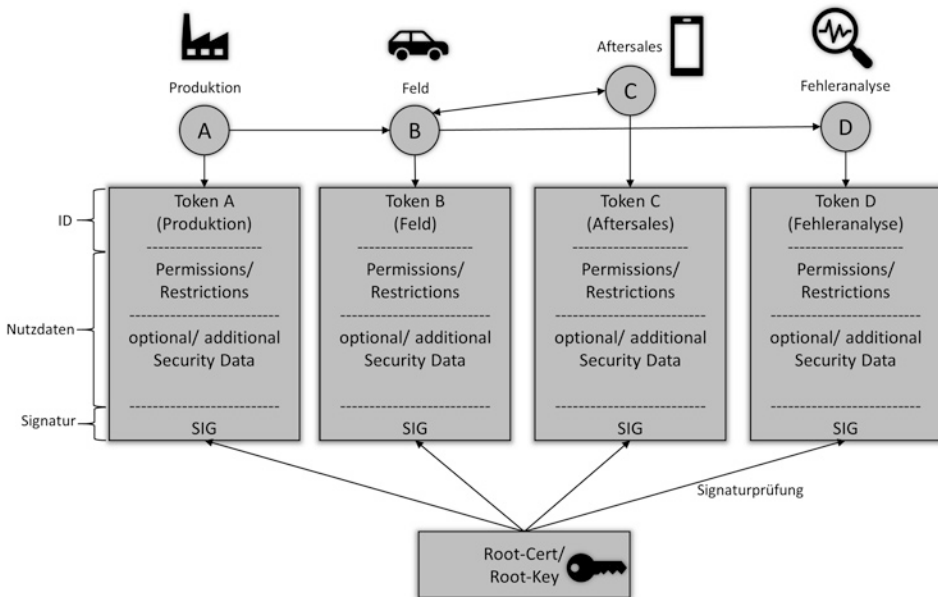 Produktion
Feld
Aftersales
Fehleranalyse
A
B
C
D
ID
Nutzdaten
Signatur
Token A
(Produktion)
--------------------
Permissions/
Restrictions
--------------------
optional/ additional
Security Data
--------------------
SIG
Token B
(Feld)
--------------------
Permissions/
Restrictions
--------------------
optional/ additional
Security Data
--------------------
SIG
Token C
(Aftersales)
--------------------
Permissions/
Restrictions
--------------------
optional/ additional
Security Data
--------------------
SIG
Token D
(Fehleranalyse)
--------------------
Permissions/
Restrictions
--------------------
optional/ additional
Security Data
--------------------
SIG
Signaturprüfung
Root-Cert/
Root-Key